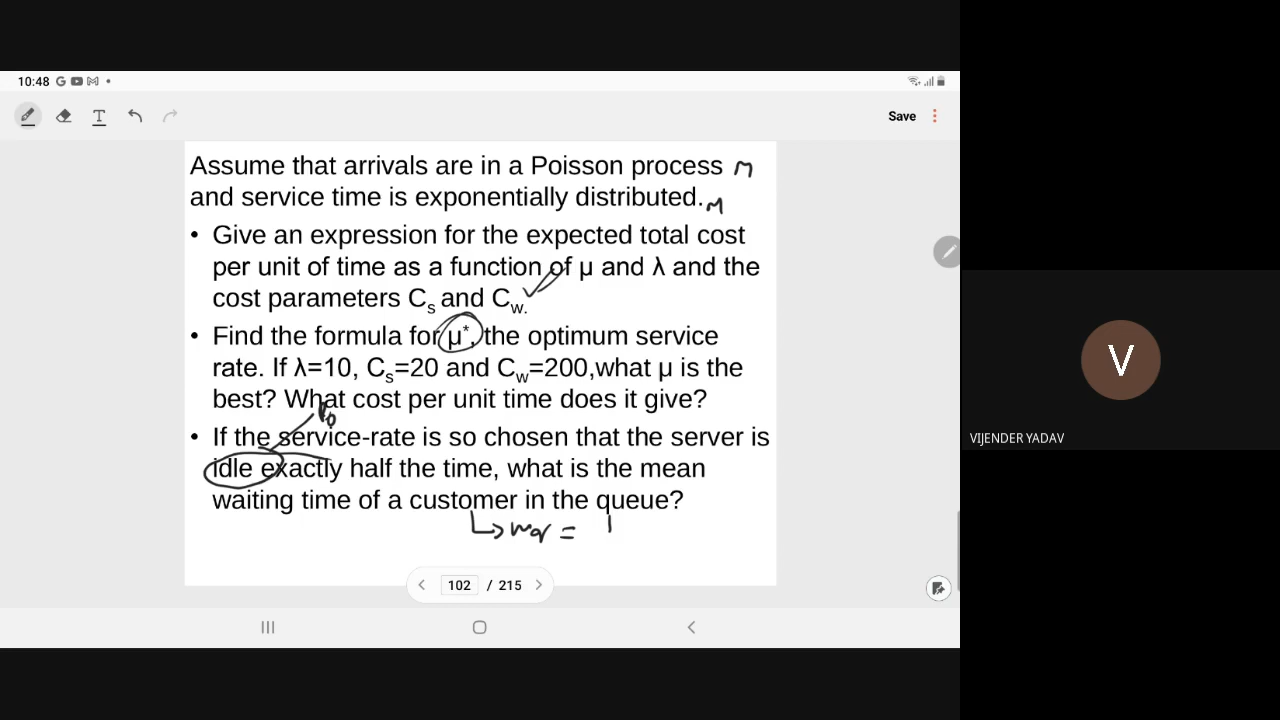 10:48
Save
Assume that arrivals are in a Poisson process M
and service time is exponentially distributed. M
• Give an expression for the expected total cost
per unit of time as a function of μ and λ and the
cost parameters Cs and Cw.
• Find the formula for μ*, the optimum service
rate. If λ=10, Cs=20 and Cw=200,what μ is the
best? What cost per unit time does it give?
P0
• If the service-rate is so chosen that the server is
idle exactly half the time, what is the mean
waiting time of a customer in the queue?
↳ wq =
102 / 215
V
VIJENDER YADAV